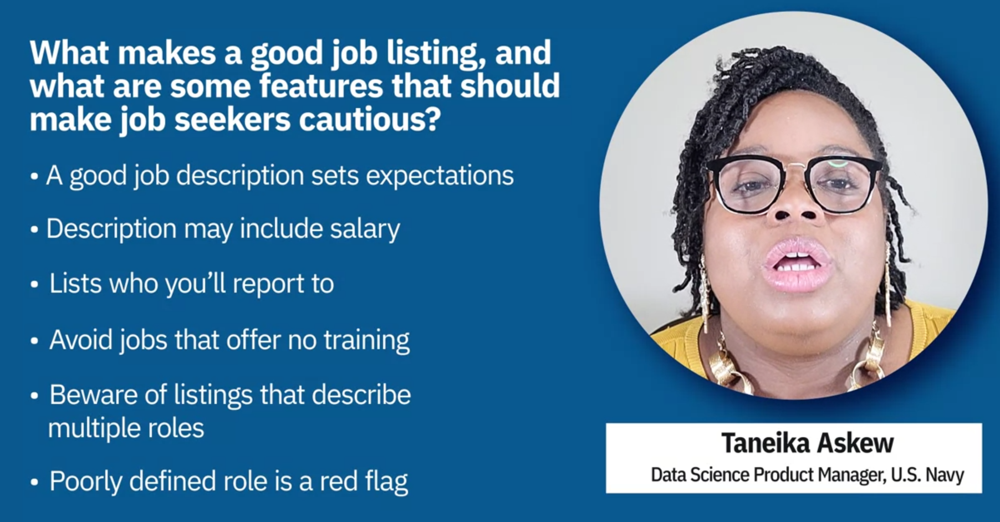 What makes a good job listing, and
what are some features that should
make job seekers cautious?
• A good job description sets expectations
• Description may include salary
• Lists who you’ll report to
• Avoid jobs that offer no training
• Beware of listings that describe
multiple roles
• Poorly defined role is a red flag
Taneika Askew
Data Science Product Manager, U.S. Navy